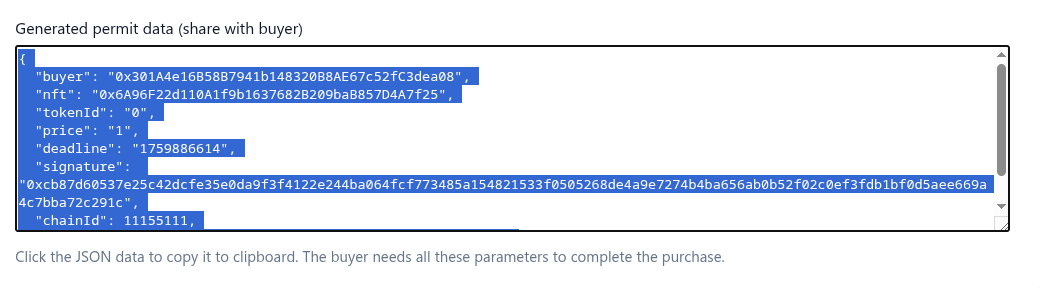 Generated permit data (share with buyer)
{
  "buyer": "0x301A4e16B58B7941b148320B8AE67c52fC3dea08",
  "nft": "0x6A96F22d110A1f9b1637682B209baB857D4A7f25",
  "tokenId": "0",
  "price": "1",
  "deadline": "1759886614",
  "signature":
"0xcb87d60537e25c42dcfe35e0da9f3f4122e244ba064fcf773485a154821533f0505268de4a9e7274b4ba656ab0b52f02c0ef3fdb1bf0d5aee669a
4c7bba72c291c",
  "chainId": 11155111,
Click the JSON data to copy it to clipboard. The buyer needs all these parameters to complete the purchase.